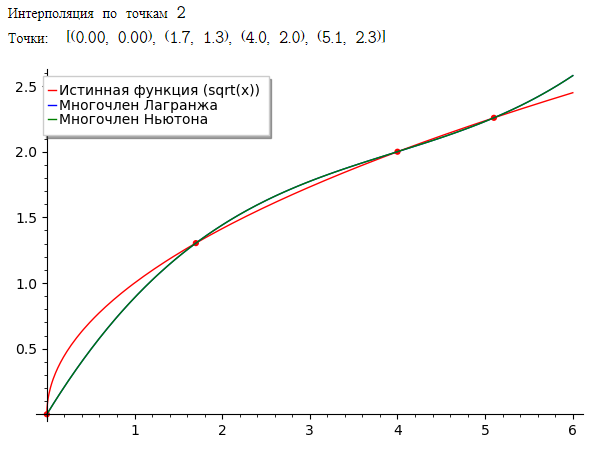 Интерполяция по точкам 2
Точки: [(0.00, 0.00), (1.7, 1.3), (4.0, 2.0), (5.1, 2.3)]
Истинная функция (sqrt(x))
Многочлен Лагранжа
Многочлен Ньютона
2.5
2.0
1.5
1.0
0.5
1 2 3 4 5 6